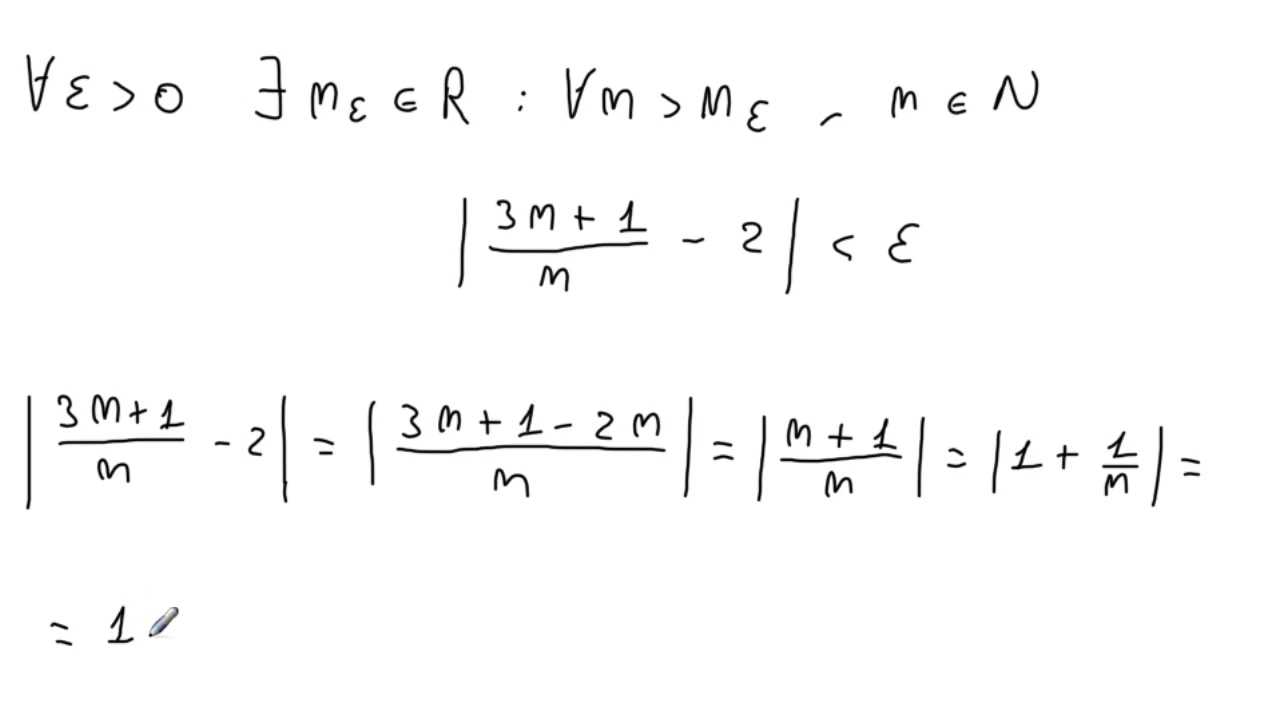 ∀ε > 0 ∃ n_ε ∈ R : ∀n > n_ε , n ∈ N
| (3n + 1)/n - 2 | < ε
| (3n + 1)/n - 2 | = | (3n + 1 - 2n)/n | = | (n + 1)/n | = | 1 + 1/n | =
= 1